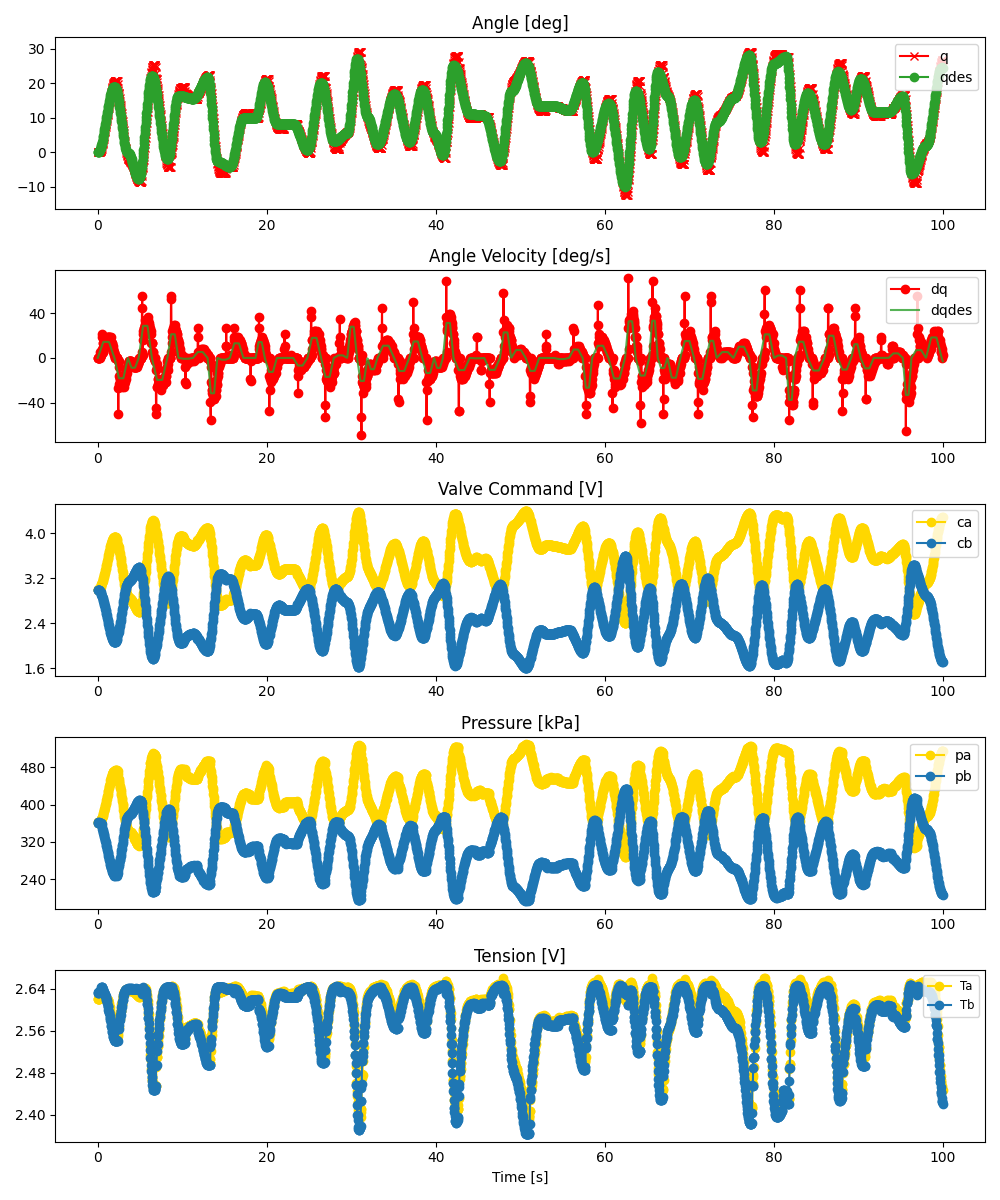 Angle [deg]
30
20
10
0
−10
q
qdes
0 20 40 60 80 100
Angle Velocity [deg/s]
40
0
−40
dq
dqdes
0 20 40 60 80 100
Valve Command [V]
4.0
3.2
2.4
1.6
ca
cb
0 20 40 60 80 100
Pressure [kPa]
480
400
320
240
pa
pb
0 20 40 60 80 100
Tension [V]
2.64
2.56
2.48
2.40
Ta
Tb
0 20 40 60 80 100
Time [s]